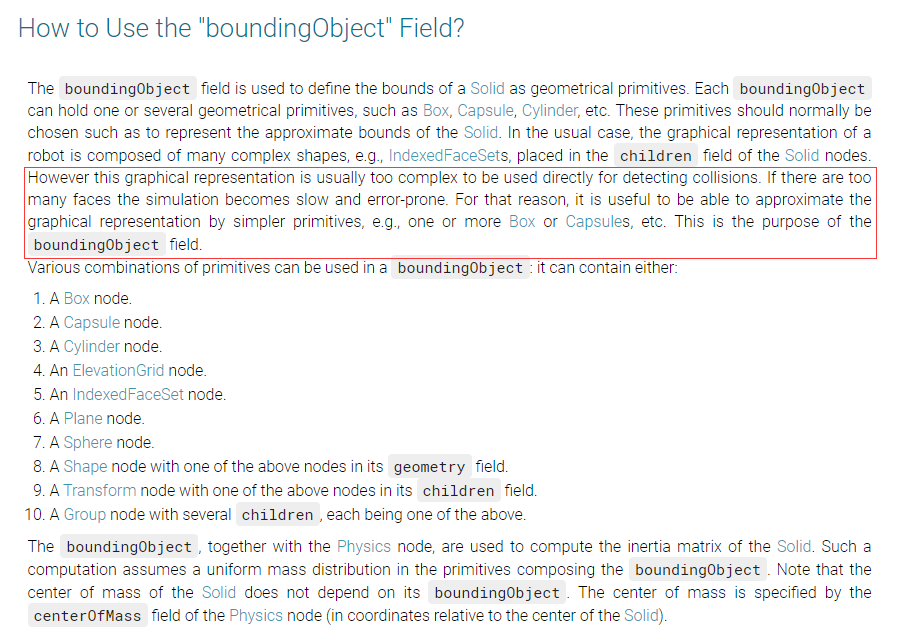 How to Use the "boundingObject" Field?
The boundingObject field is used to define the bounds of a Solid as geometrical primitives. Each boundingObject
can hold one or several geometrical primitives, such as Box, Capsule, Cylinder, etc. These primitives should normally be
chosen such as to represent the approximate bounds of the Solid. In the usual case, the graphical representation of a
robot is composed of many complex shapes, e.g., IndexedFaceSets, placed in the children field of the Solid nodes.
However this graphical representation is usually too complex to be used directly for detecting collisions. If there are too
many faces the simulation becomes slow and error-prone. For that reason, it is useful to be able to approximate the
graphical representation by simpler primitives, e.g., one or more Box or Capsules, etc. This is the purpose of the
boundingObject field.
Various combinations of primitives can be used in a boundingObject: it can contain either:
1. A Box node.
2. A Capsule node.
3. A Cylinder node.
4. An ElevationGrid node.
5. An IndexedFaceSet node.
6. A Plane node.
7. A Sphere node.
8. A Shape node with one of the above nodes in its geometry field.
9. A Transform node with one of the above nodes in its children field.
10. A Group node with several children, each being one of the above.
The boundingObject, together with the Physics node, are used to compute the inertia matrix of the Solid. Such a
computation assumes a uniform mass distribution in the primitives composing the boundingObject. Note that the
center of mass of the Solid does not depend on its boundingObject. The center of mass is specified by the
centerOfMass field of the Physics node (in coordinates relative to the center of the Solid).